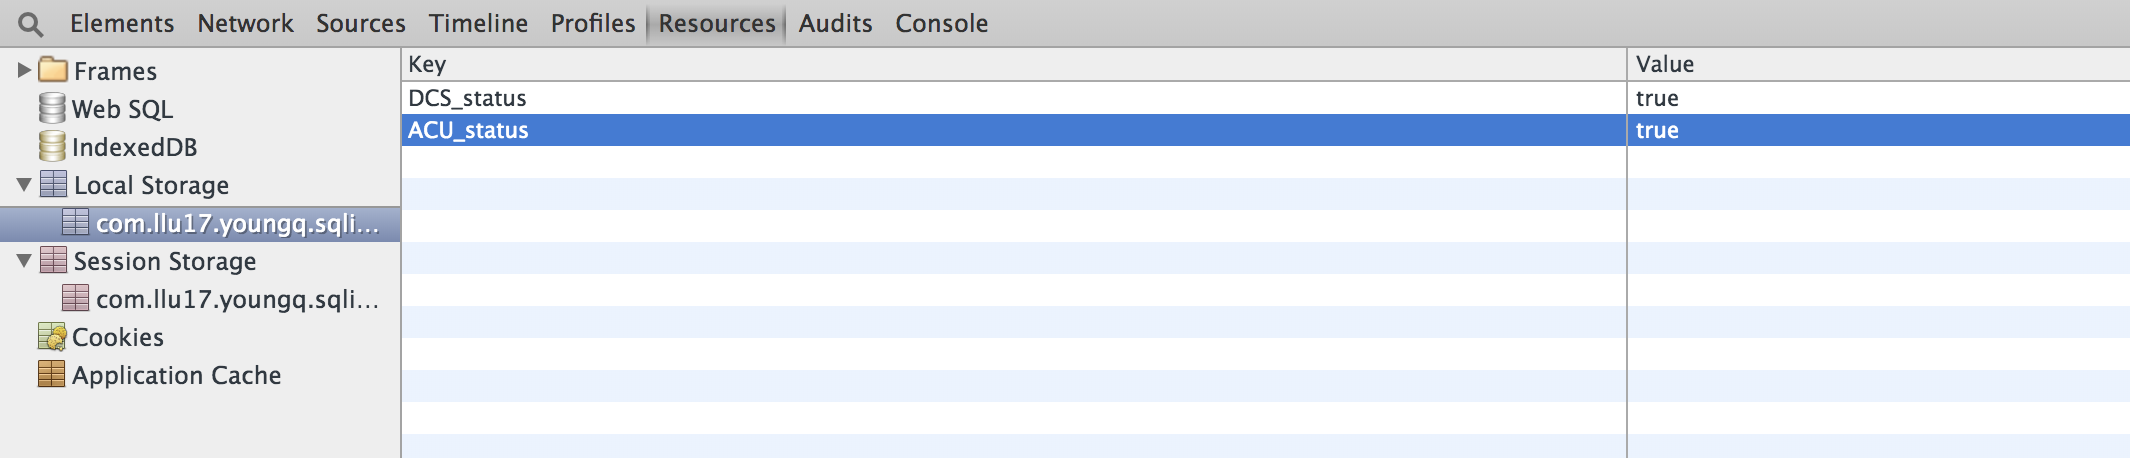 Elements Network Sources Timeline Profiles Resources Audits Console
Frames
Web SQL
IndexedDB
Local Storage
com.llu17.youngq.sqli...
Session Storage
com.llu17.youngq.sqli...
Cookies
Application Cache
Key Value
DCS_status true
ACU_status true